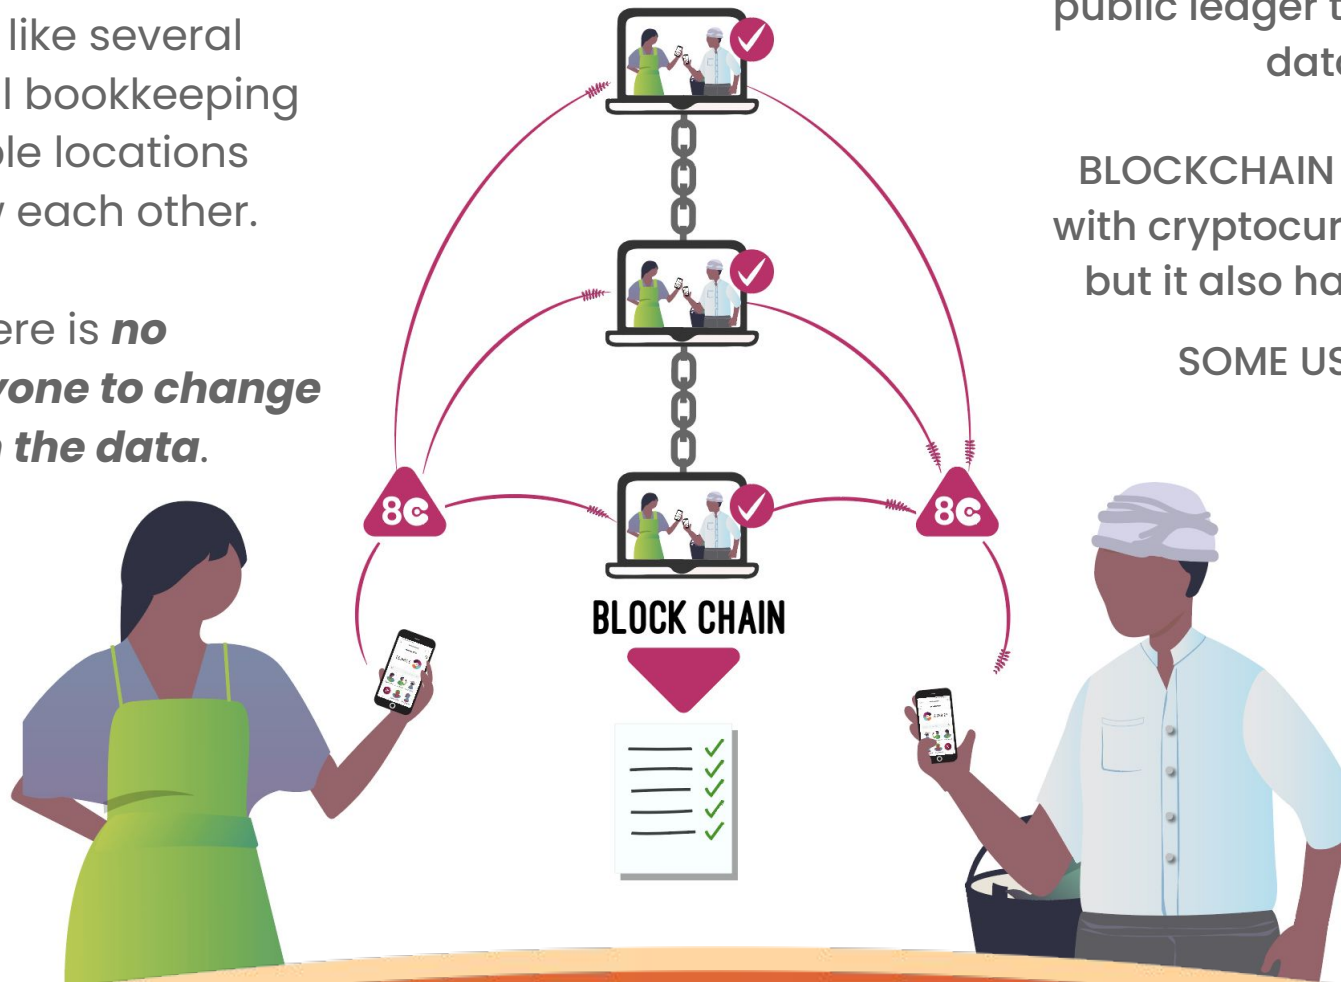 like several
l bookkeeping
ole locations
each other.
ere is no
yone to change
the data.
public ledger t
data
BLOCKCHAIN
with cryptocur
but it also ha
SOME US
8C
8C
BLOCK CHAIN